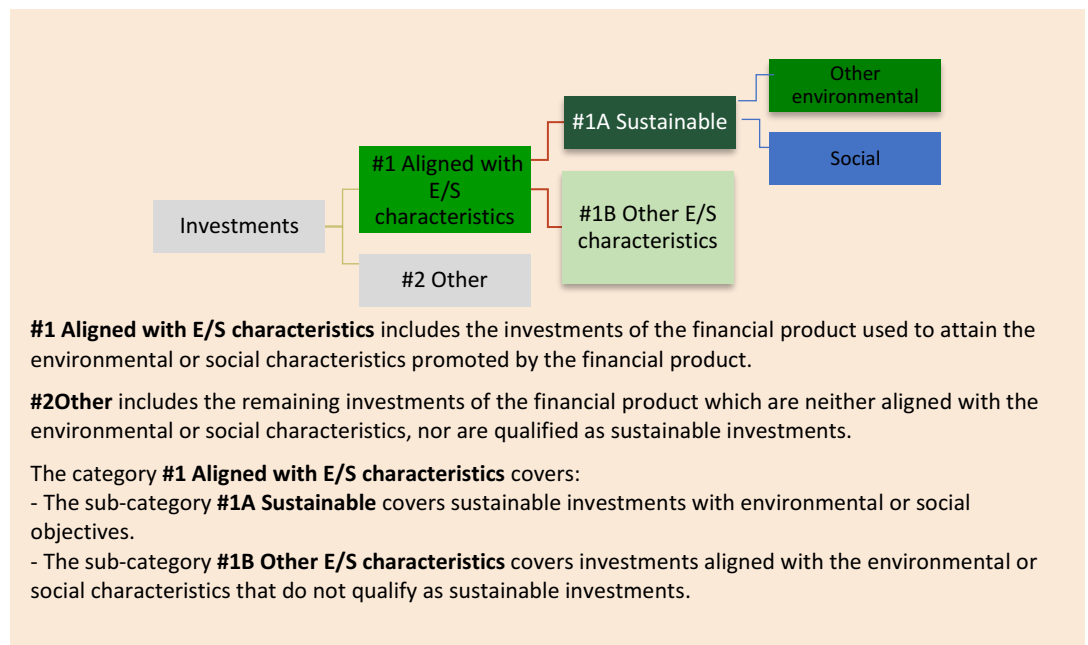 Other
environmental
#1A Sustainable
Social
#1 Aligned with
E/S
characteristics
#1B Other E/S
characteristics
Investments
#2 Other
#1 Aligned with E/S characteristics includes the investments of the financial product used to attain the
environmental or social characteristics promoted by the financial product.
#2Other includes the remaining investments of the financial product which are neither aligned with the
environmental or social characteristics, nor are qualified as sustainable investments.
The category #1 Aligned with E/S characteristics covers:
- The sub-category #1A Sustainable covers sustainable investments with environmental or social
objectives.
- The sub-category #1B Other E/S characteristics covers investments aligned with the environmental or
social characteristics that do not qualify as sustainable investments.